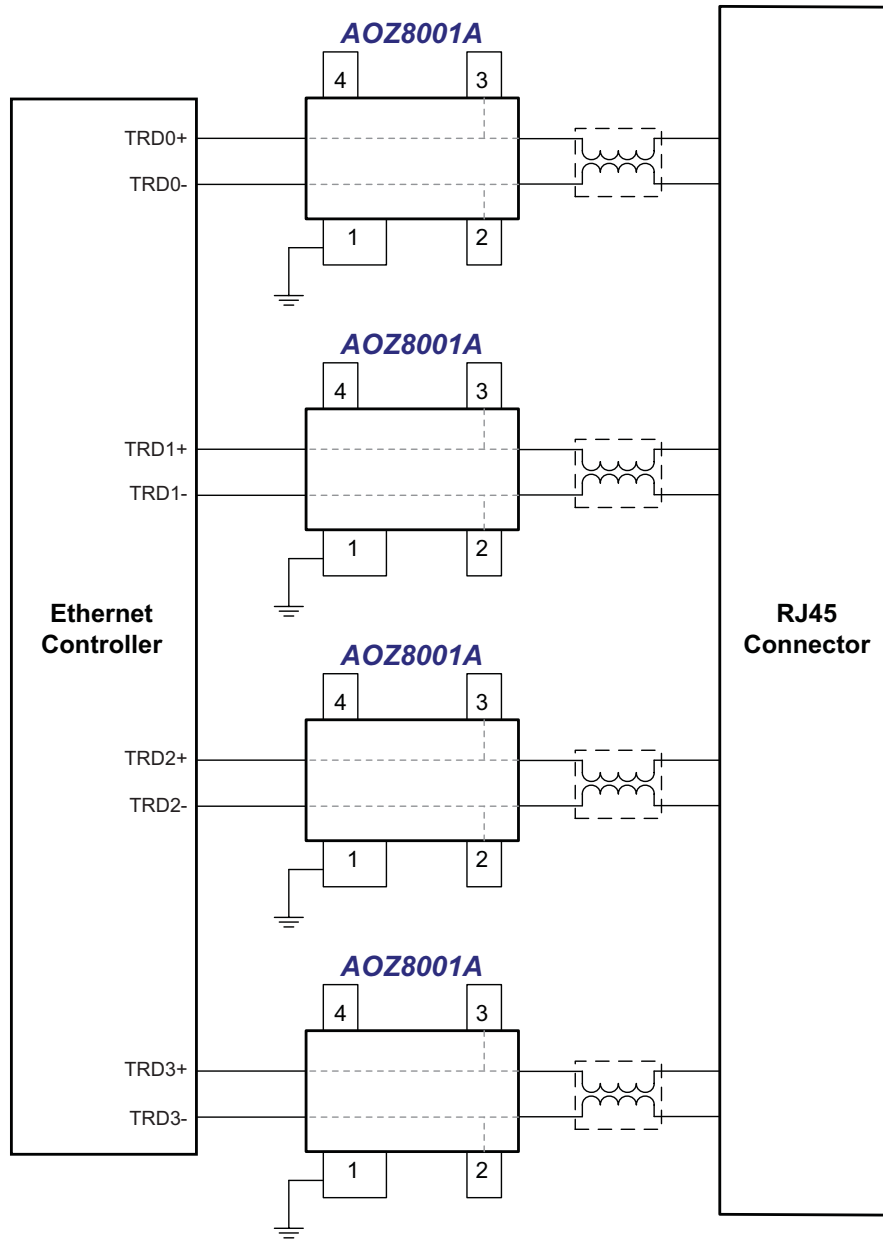 AOZ8001A
4
3
TRD0+
TRD0-
1
2
AOZ8001A
4
3
TRD1+
TRD1-
1
2
Ethernet
Controller
RJ45
Connector
AOZ8001A
4
3
TRD2+
TRD2-
1
2
AOZ8001A
4
3
TRD3+
TRD3-
1
2